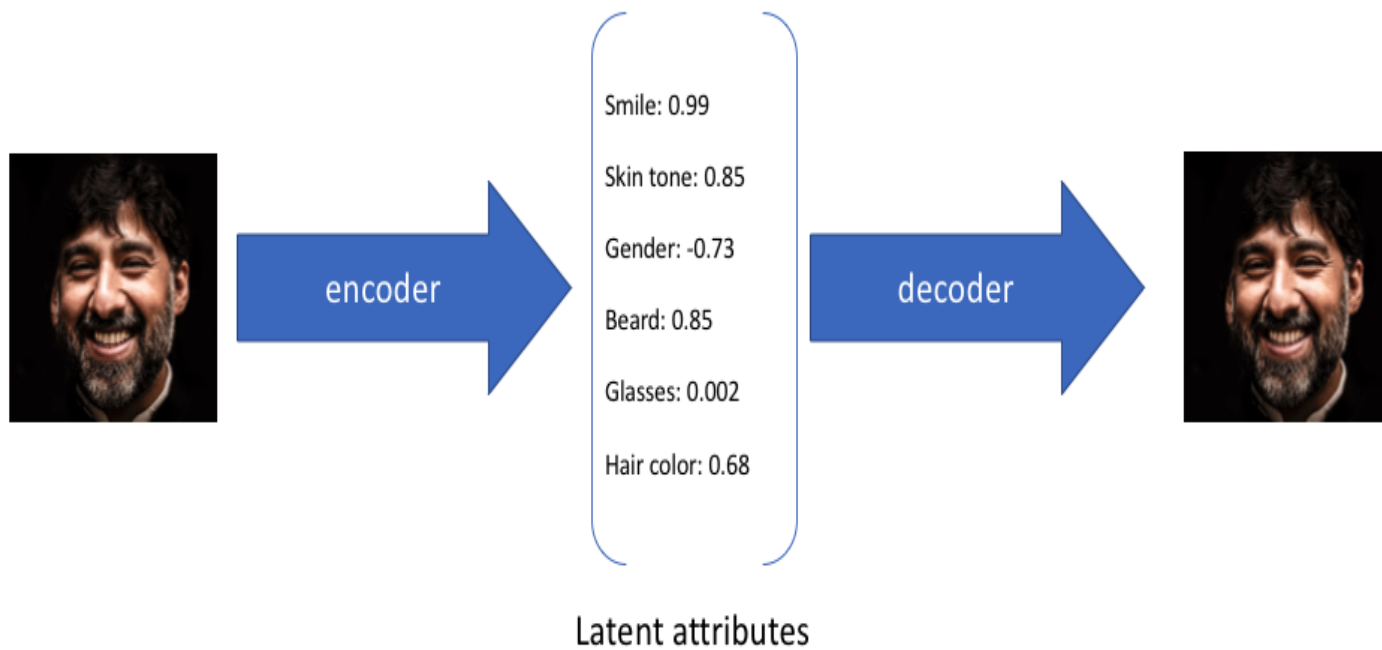 Smile: 0.99
Skin tone: 0.85
Gender: -0.73
Beard: 0.85
Glasses: 0.002
Hair color: 0.68
encoder
decoder
Latent attributes